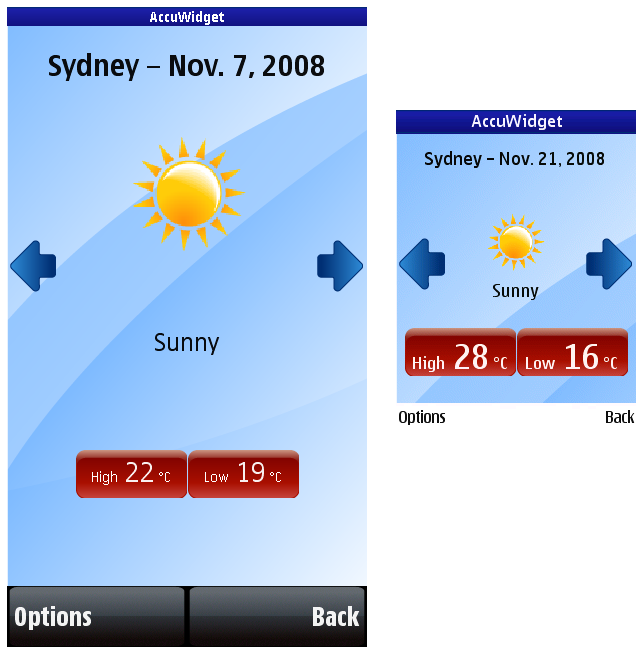 AccuWidget
Sydney – Nov. 7, 2008
Sunny
High 22 °C Low 19 °C
Options Back
AccuWidget
Sydney – Nov. 21, 2008
Sunny
High 28 °C Low 16 °C
Options Back